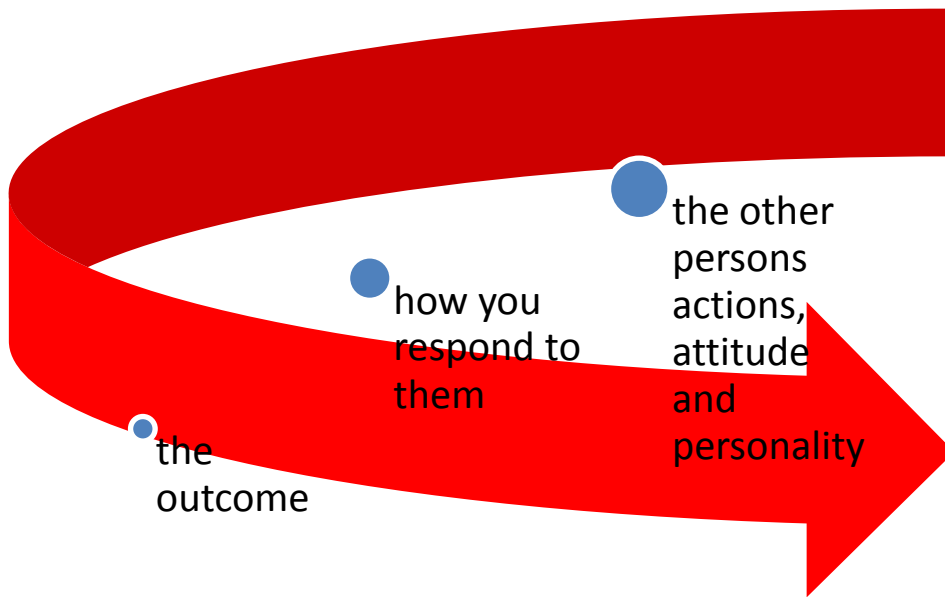 the
outcome
how you
respond to
them
the other
persons
actions,
attitude
and
personality